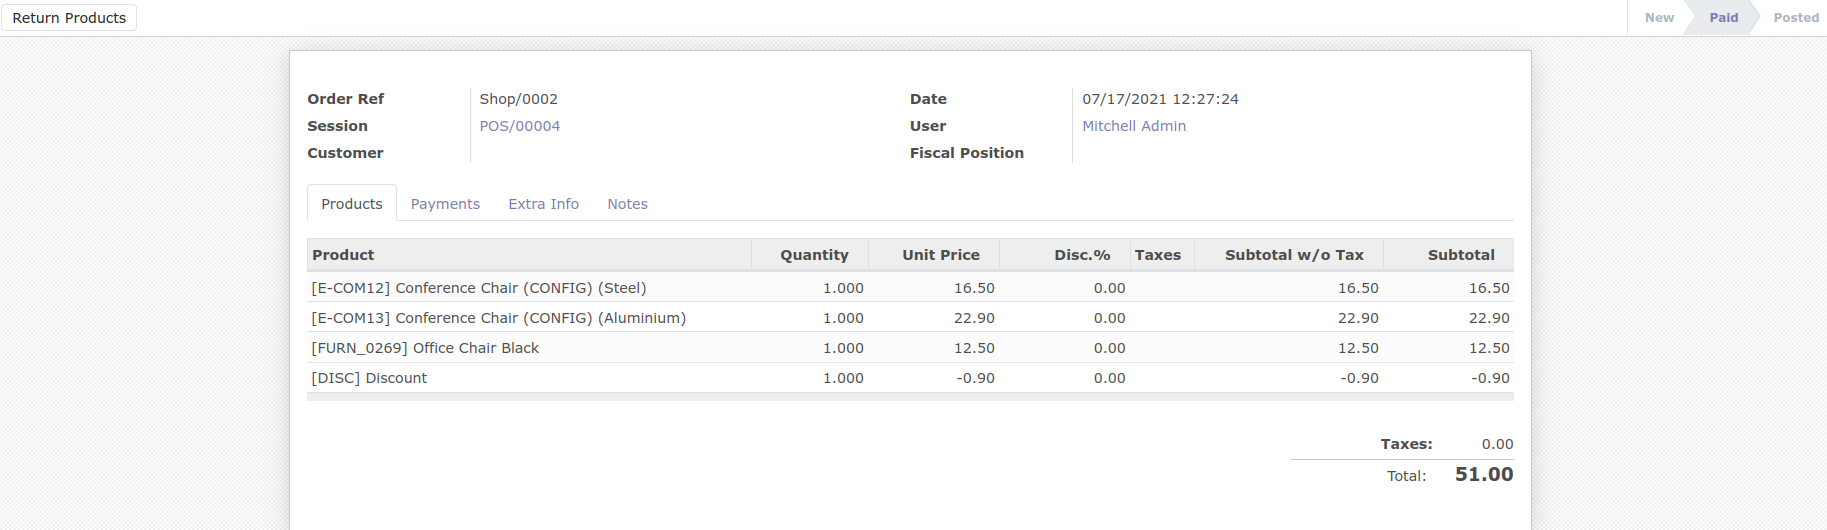 Return Products New Paid Posted
Order Ref Shop/0002 Date 07/17/2021 12:27:24
Session POS/00004 User Mitchell Admin
Customer Fiscal Position
Products Payments Extra Info Notes
Product Quantity Unit Price Disc.% Taxes Subtotal w/o Tax Subtotal
[E-COM12] Conference Chair (CONFIG) (Steel) 1.000 16.50 0.00 16.50 16.50
[E-COM13] Conference Chair (CONFIG) (Aluminium) 1.000 22.90 0.00 22.90 22.90
[FURN_0269] Office Chair Black 1.000 12.50 0.00 12.50 12.50
[DISC] Discount 1.000 -0.90 0.00 -0.90 -0.90
Taxes: 0.00
Total: 51.00